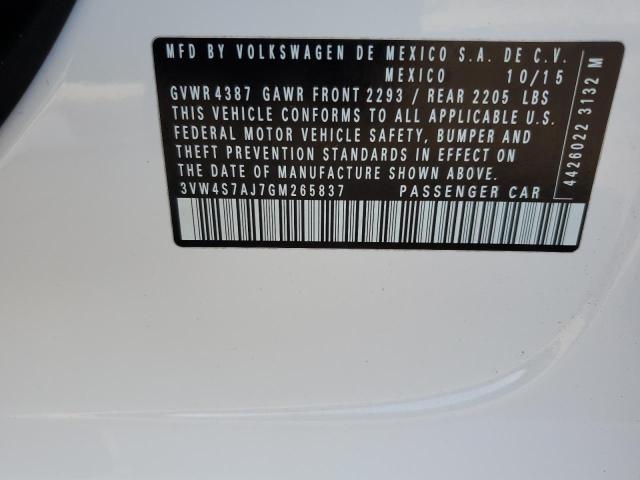 MFD BY VOLKSWAGEN DE MEXICO S.A. DE C.V.
MEXICO 10/15
GVWR 4387 GAWR FRONT 2293 / REAR 2205 LBS
THIS VEHICLE CONFORMS TO ALL APPLICABLE U.S.
FEDERAL MOTOR VEHICLE SAFETY, BUMPER AND
THEFT PREVENTION STANDARDS IN EFFECT ON
THE DATE OF MANUFACTURE SHOWN ABOVE.
3VW4S7AJ7GM265837 PASSENGER CAR
4426022 3132 M